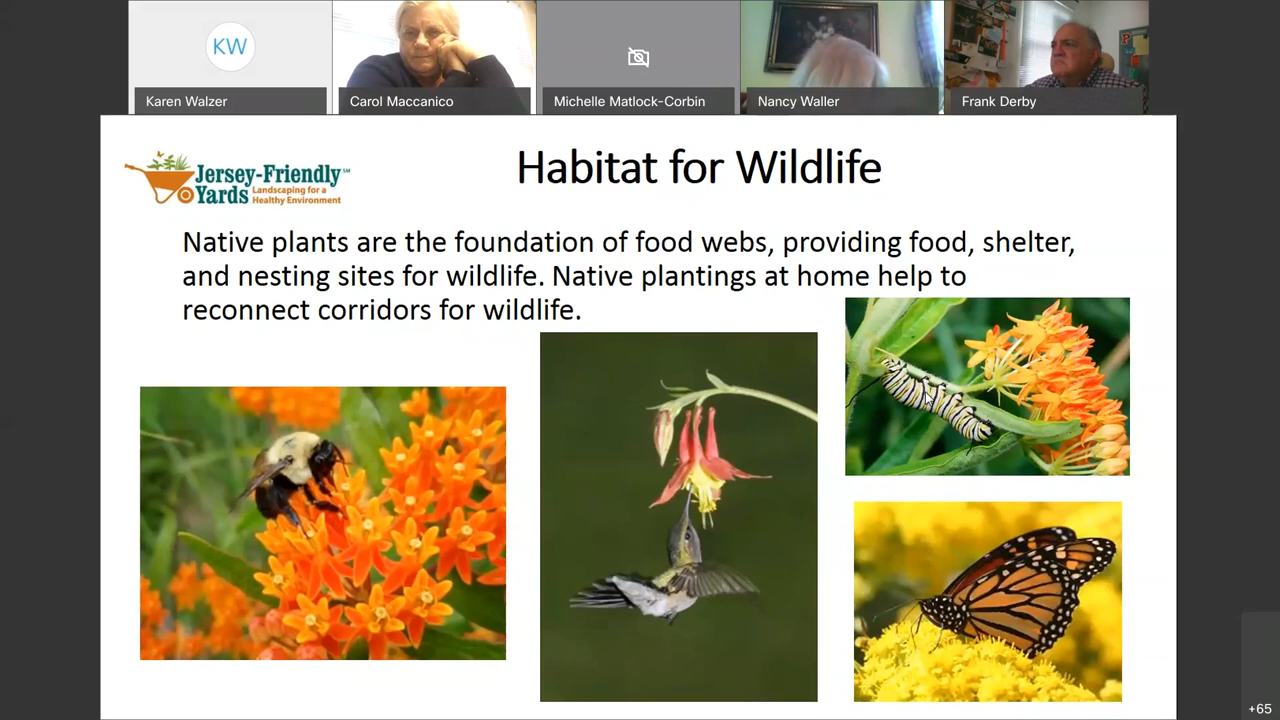 KW
Karen Walzer
Carol Maccanico
Michelle Matlock-Corbin
Nancy Waller
Frank Derby
Jersey-Friendly℠
Yards
Landscaping for a
Healthy Environment
Habitat for Wildlife
Native plants are the foundation of food webs, providing food, shelter,
and nesting sites for wildlife. Native plantings at home help to
reconnect corridors for wildlife.
+65